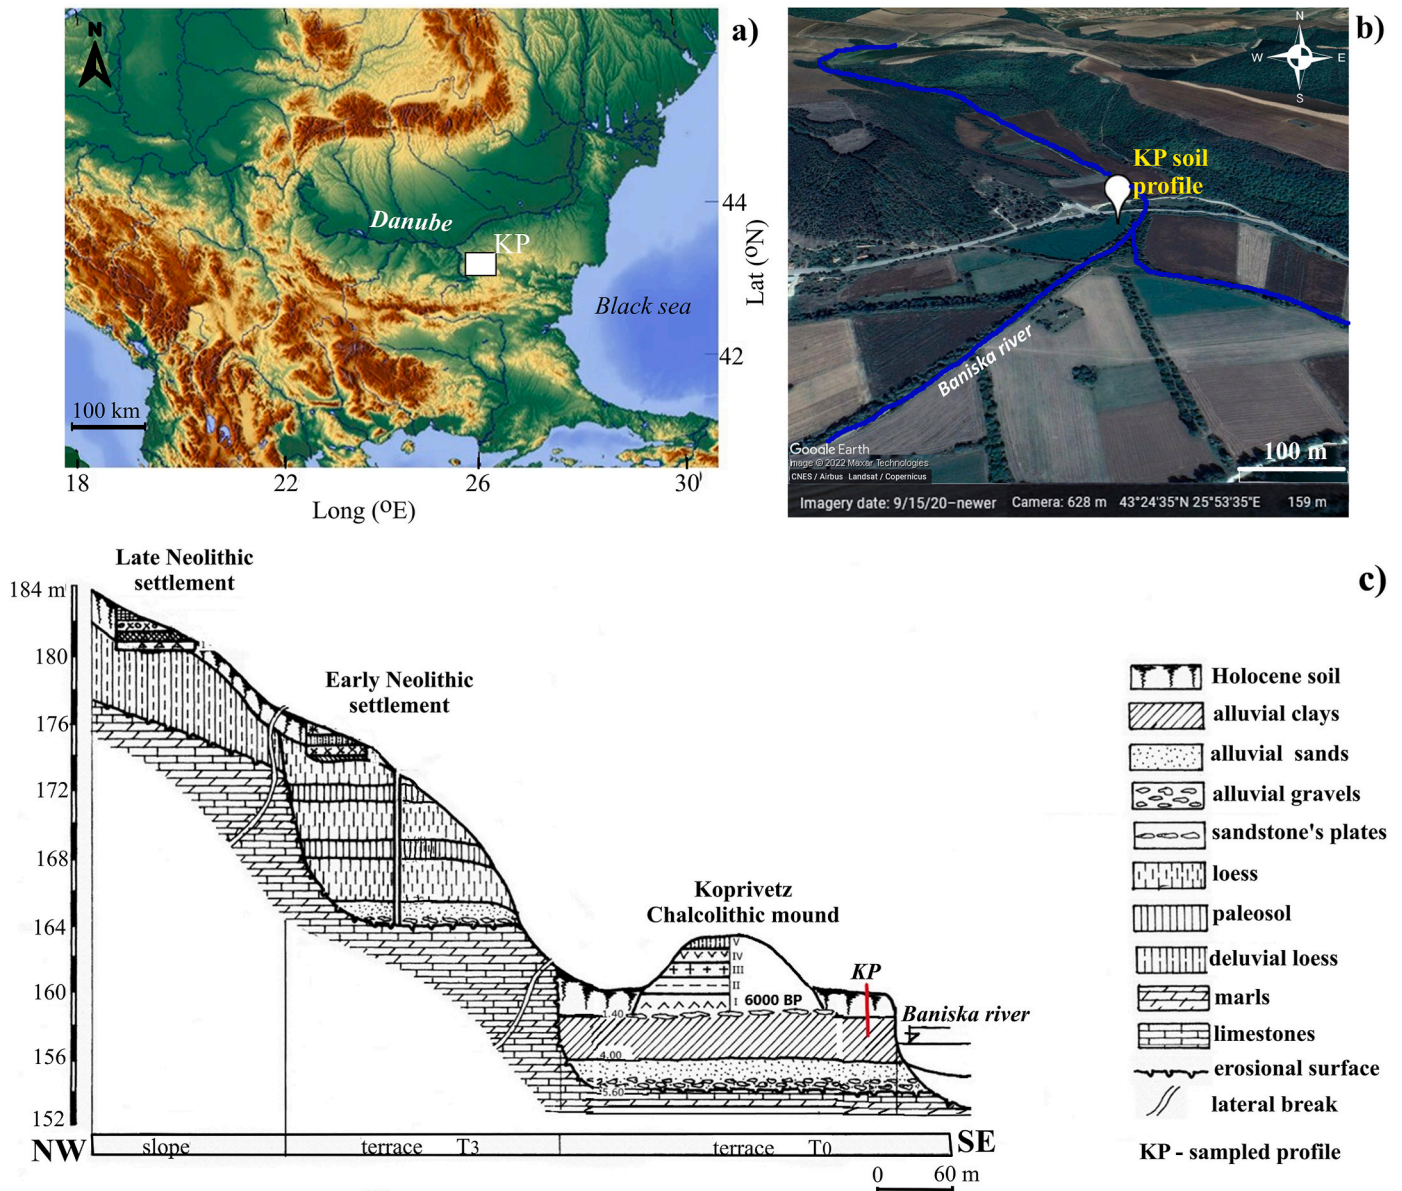 N
a)
Danube
KP
Black sea
100 km
44
42
Lat (ºN)
18
22
26
30
Long (ºE)
b)
N
W
E
S
KP soil
profile
Baniska river
Google Earth
Image © 2022 Maxar Technologies
CNES / Airbus Landsat / Copernicus
100 m
Imagery date: 9/15/20–newer Camera: 628 m 43°24'35"N 25°53'35"E 159 m
c)
Late Neolithic
settlement
184 m
180
176
172
168
164
160
156
152
Early Neolithic
settlement
Koprivetz
Chalcolithic mound
V
IV
III
II
I
6000 BP
KP
Baniska river
1.40
4.00
5.60
NW
slope
terrace T3
terrace T0
SE
0 60 m
Holocene soil
alluvial clays
alluvial sands
alluvial gravels
sandstone's plates
loess
paleosol
deluvial loess
marls
limestones
erosional surface
lateral break
KP - sampled profile